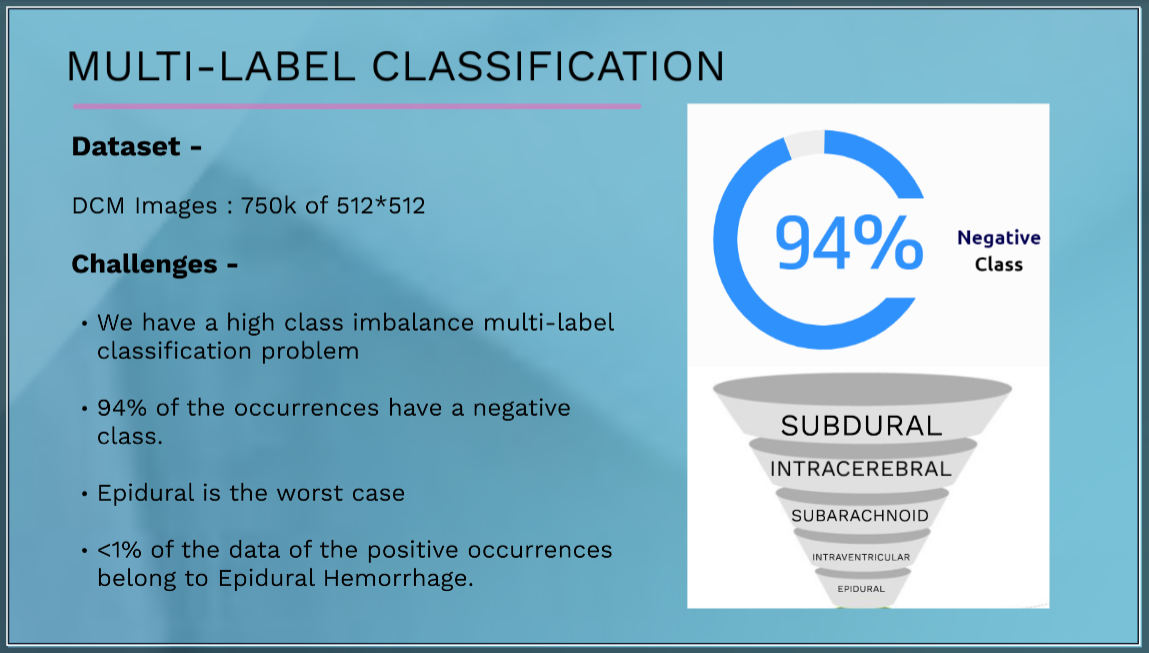 MULTI-LABEL CLASSIFICATION
Dataset -
DCM Images : 750k of 512*512
Challenges -
• We have a high class imbalance multi-label
classification problem
• 94% of the occurrences have a negative
class.
• Epidural is the worst case
• <1% of the data of the positive occurrences
belong to Epidural Hemorrhage.
94%
Negative
Class
SUBDURAL
INTRACEREBRAL
SUBARACHNOID
INTRAVENTRICULAR
EPIDURAL